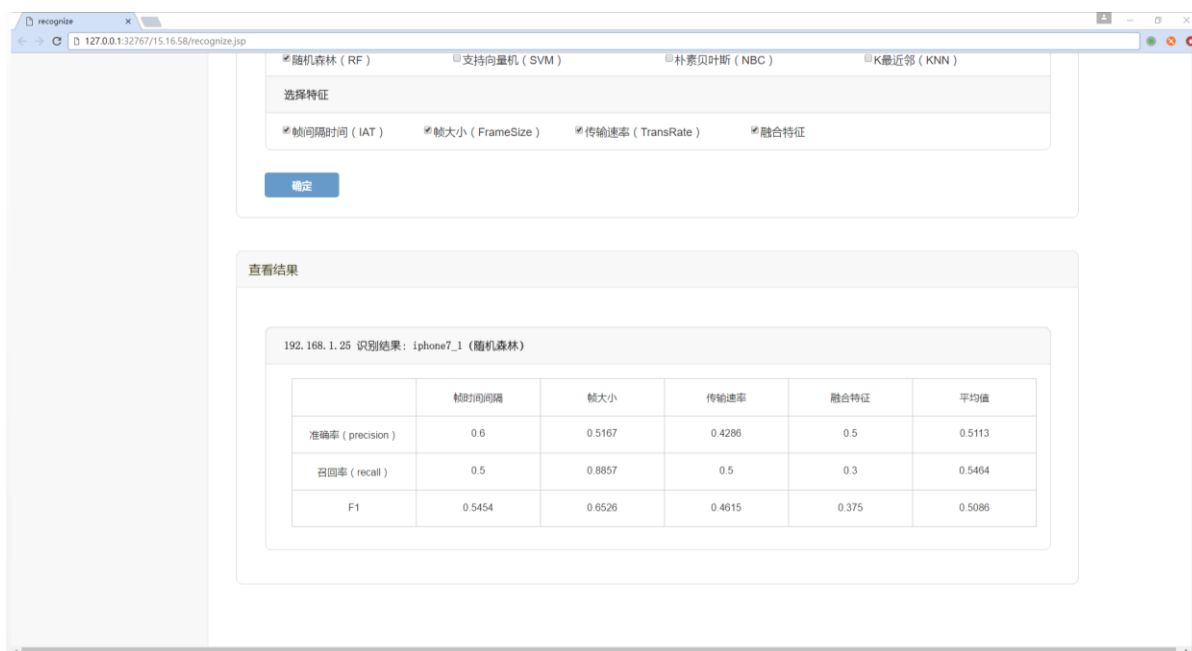 recognize
127.0.0.1:32767/15.16.58/recognize.jsp
随机森林（RF） 支持向量机（SVM） 朴素贝叶斯（NBC） K最近邻（KNN）
选择特征
帧间隔时间（IAT） 帧大小（FrameSize） 传输速率（TransRate） 融合特征
确定
查看结果
192.168.1.25 识别结果: iphone7_1 (随机森林)
帧时间间隔 帧大小 传输速率 融合特征 平均值
准确率（precision） 0.6 0.5167 0.4286 0.5 0.5113
召回率（recall） 0.5 0.8857 0.5 0.3 0.5464
F1 0.5454 0.6526 0.4615 0.375 0.5086